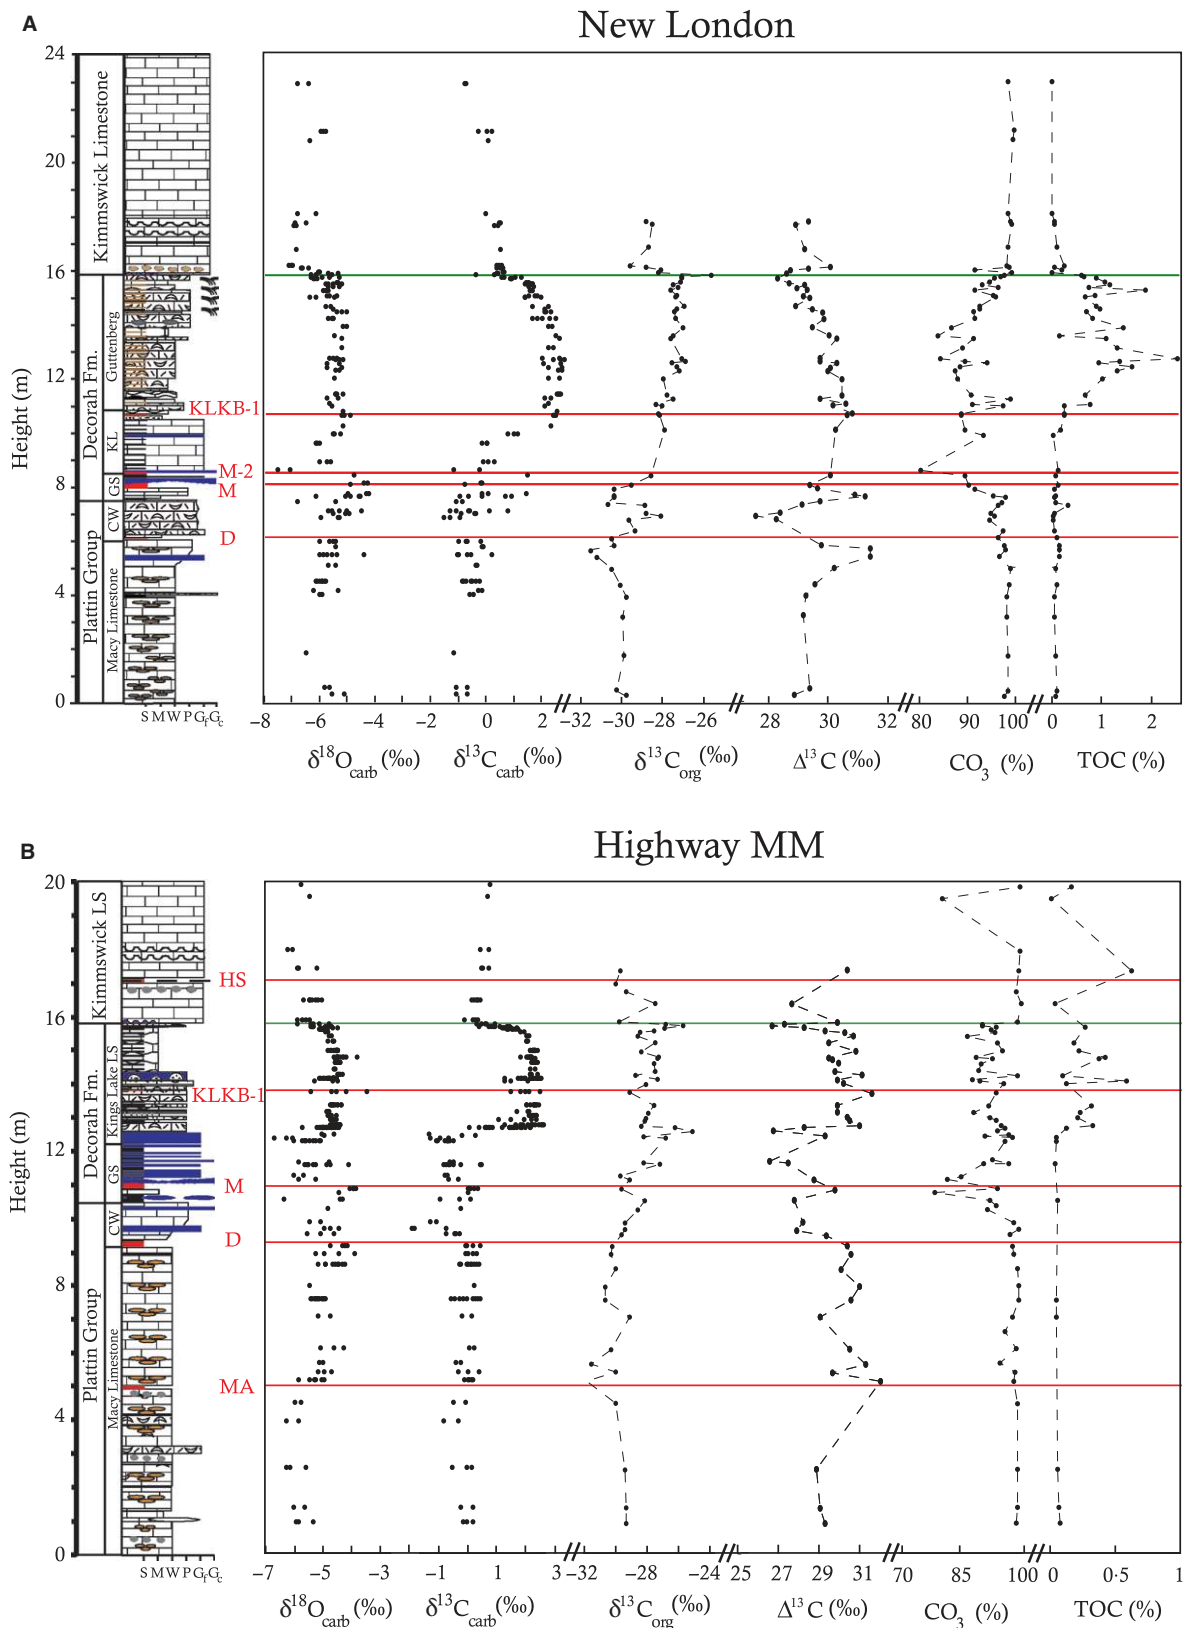 A
New London
24
20
16
12
8
4
0
Height (m)
Kimmswick Limestone
Decorah Fm.
Guttenberg
KL
GS
CW
Plattin Group
Macy Limestone
S M W P Gf Gc
KLKB-1
M-2
M
D
−8 −6 −4 −2 0 2 −32 −30 −28 −26 28 30 32 80 90 100 0 1 2
δ18Ocarb (‰) δ13Ccarb (‰) δ13Corg (‰) Δ13C (‰) CO3 (%) TOC (%)
B
Highway MM
20
16
12
8
4
0
Height (m)
Kimmswick LS
Decorah Fm.
Kings Lake LS
GS
CW
Plattin Group
Macy Limestone
S M W P Gf Gc
HS
KLKB-1
M
D
MA
−7 −5 −3 −1 1 3 −32 −28 −24 25 27 29 31 70 85 100 0 0·5 1
δ18Ocarb (‰) δ13Ccarb (‰) δ13Corg (‰) Δ13C (‰) CO3 (%) TOC (%)